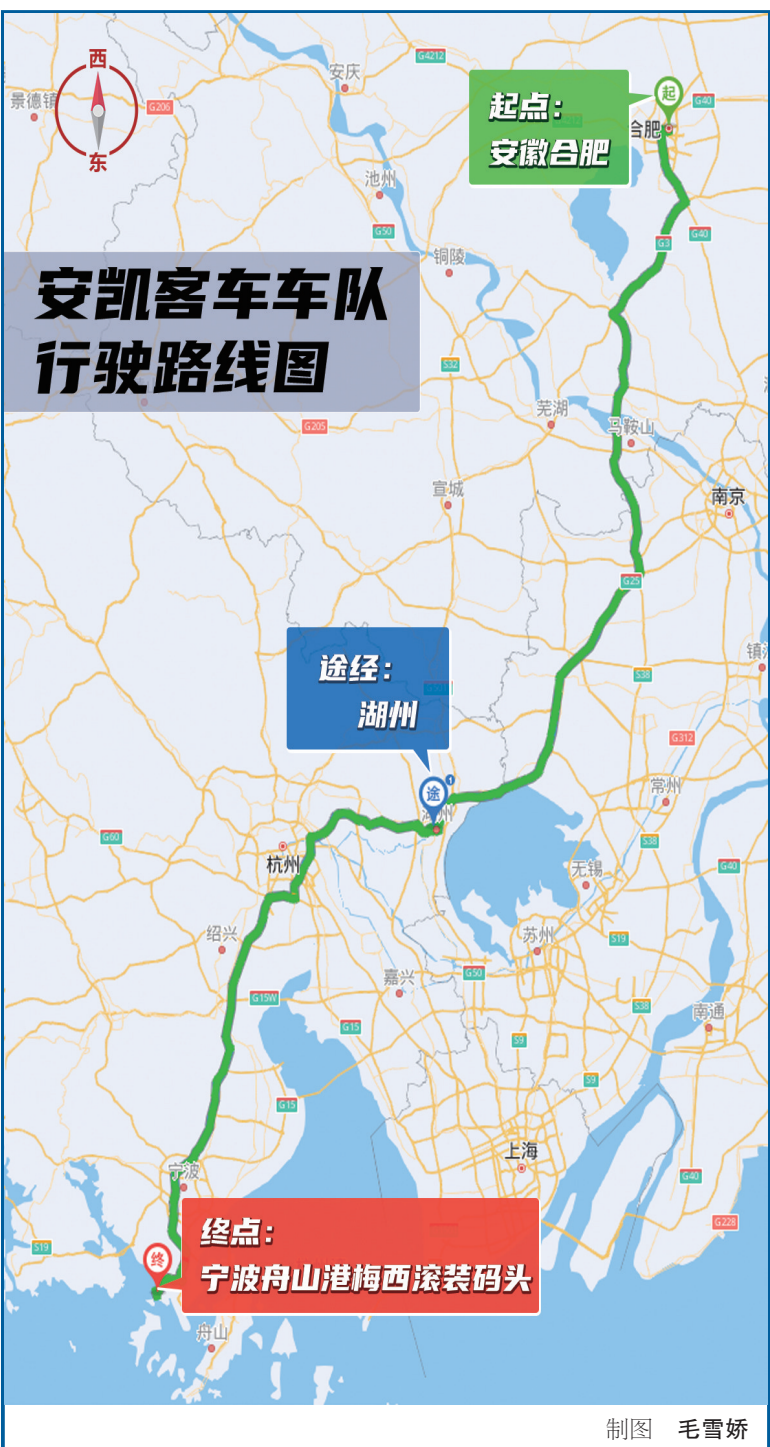 西
东
安庆
G4212
景德镇
G206
起点：
安徽合肥
起
G40
合肥
池州
G50
G3
G40
铜陵
安凯客车车队
行驶路线图
S32
芜湖
G205
马鞍山
宣城
南京
G25
途经：
湖州
S38
G312
途
1
常州
G60
杭州
S38
无锡
G40
绍兴
苏州
S19
嘉兴
G50
G15W
S38
南通
G15
S9
S9
G15
上海
宁波
G40
G228
S19
终
终点：
宁波舟山港梅西滚装码头
舟山
制图 毛雪娇